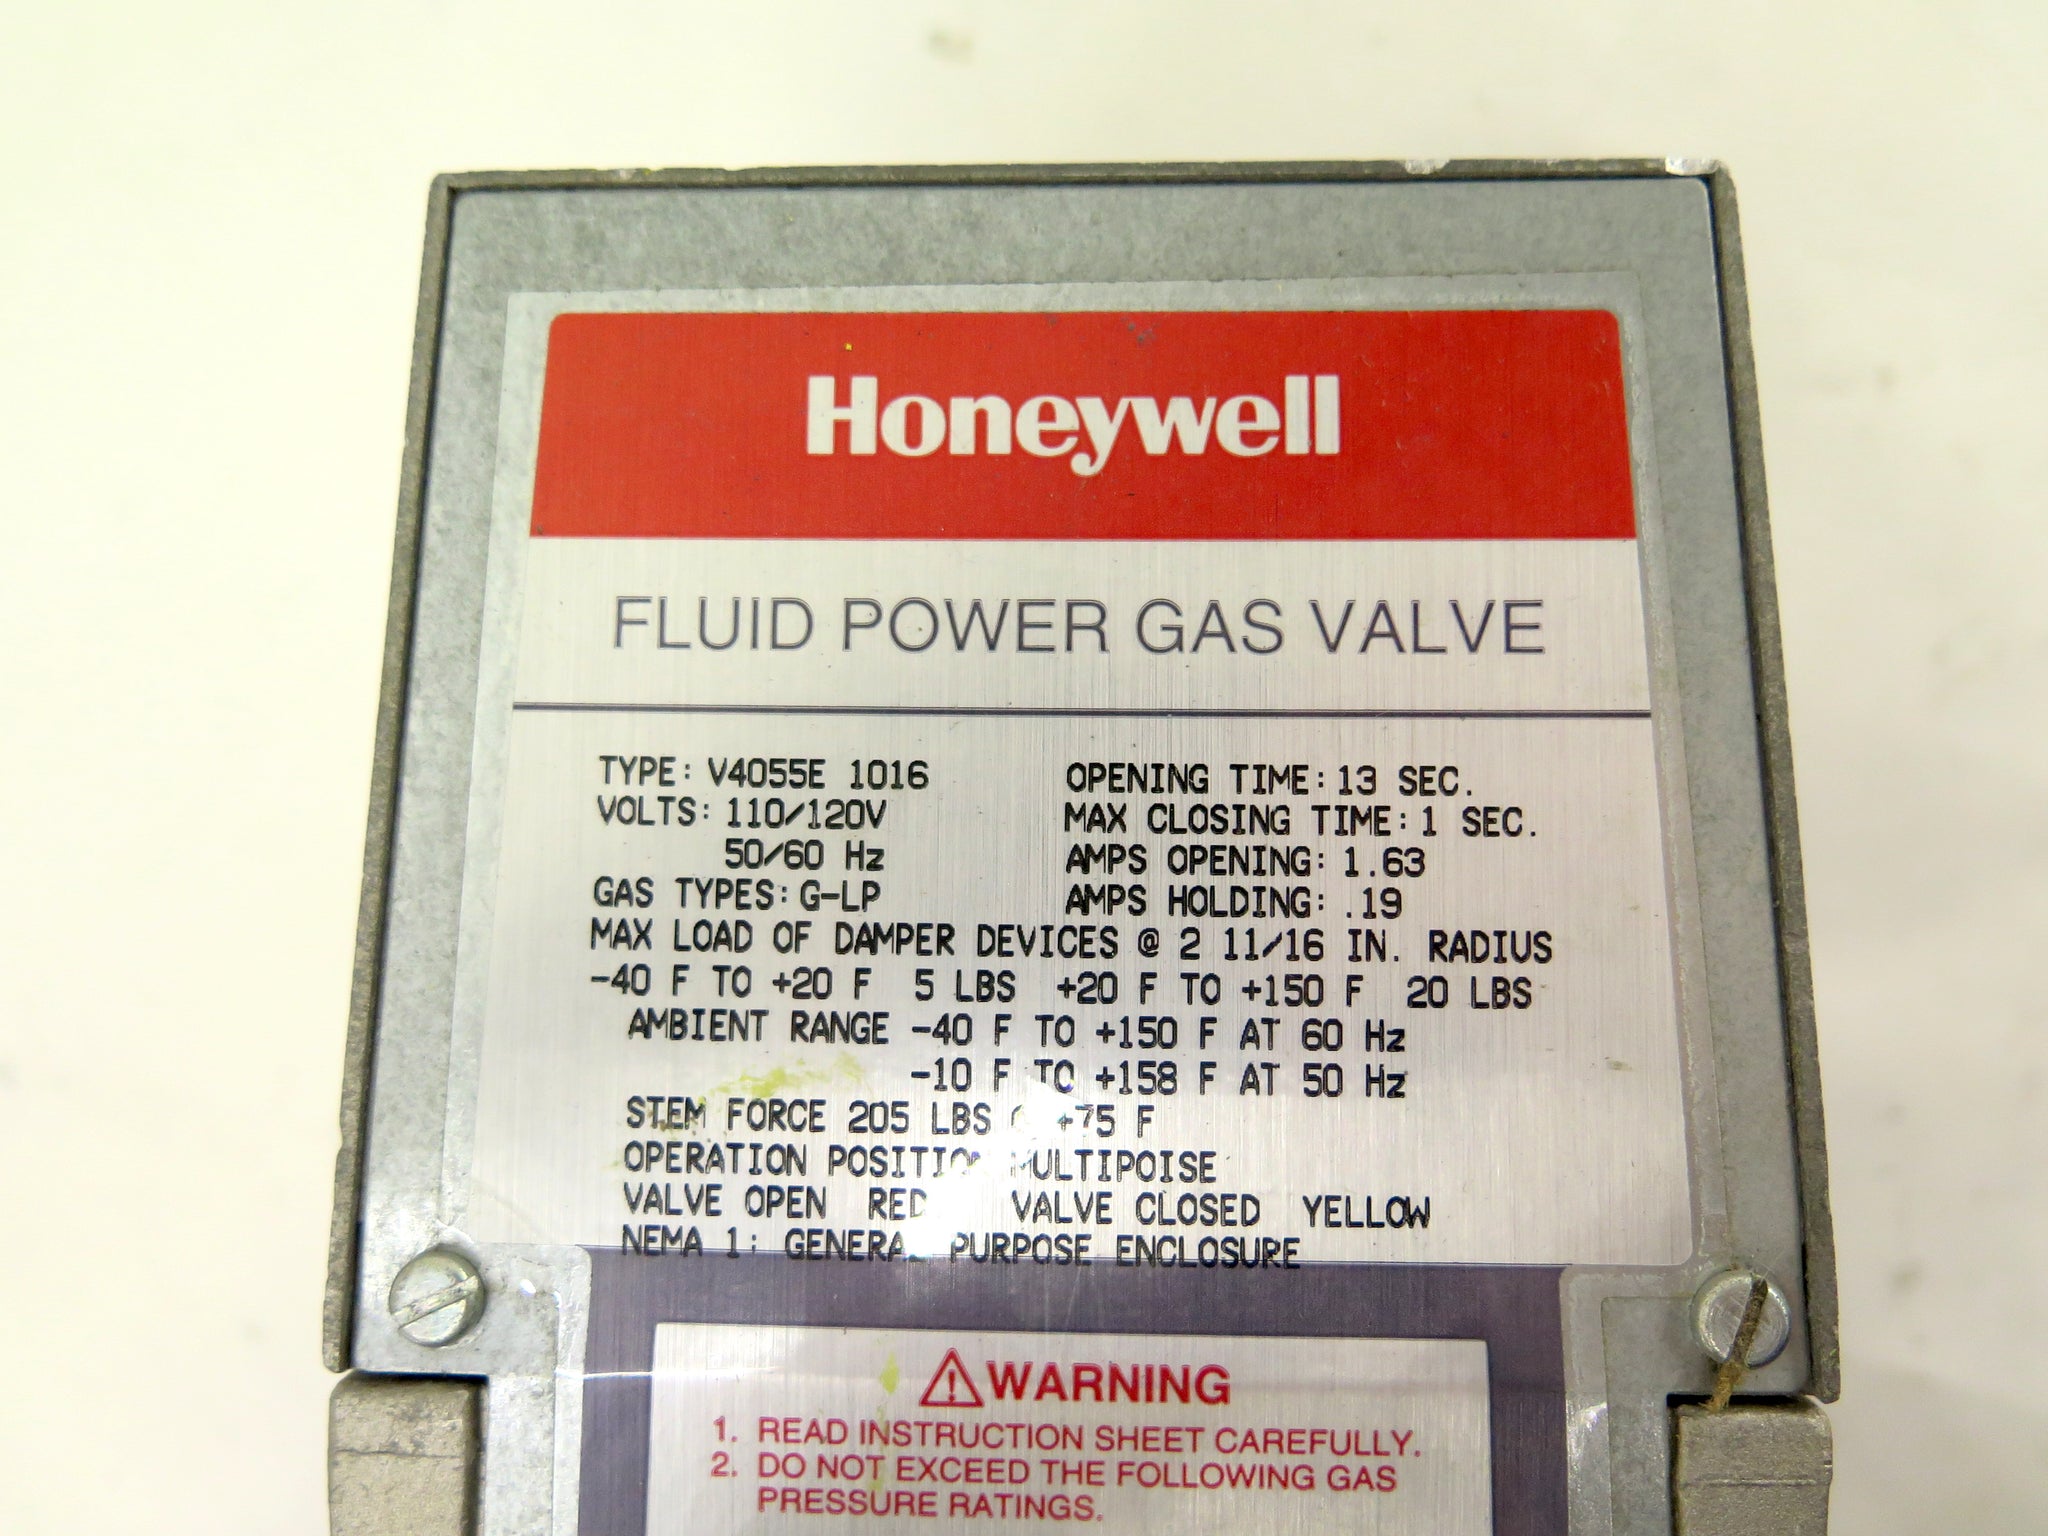 Honeywell
FLUID POWER GAS VALVE
TYPE: V4055E 1016 OPENING TIME: 13 SEC.
VOLTS: 110/120V MAX CLOSING TIME: 1 SEC.
50/60 Hz AMPS OPENING: 1.63
GAS TYPES: G-LP AMPS HOLDING: .19
MAX LOAD OF DAMPER DEVICES @ 2 11/16 IN. RADIUS
-40 F TO +20 F 5 LBS +20 F TO +150 F 20 LBS
AMBIENT RANGE -40 F TO +150 F AT 60 Hz
-10 F TO +158 F AT 50 Hz
STEM FORCE 205 LBS @ +75 F
OPERATION POSITION MULTIPOISE
VALVE OPEN RED VALVE CLOSED YELLOW
NEMA 1: GENERAL PURPOSE ENCLOSURE
WARNING
1. READ INSTRUCTION SHEET CAREFULLY.
2. DO NOT EXCEED THE FOLLOWING GAS
PRESSURE RATINGS.